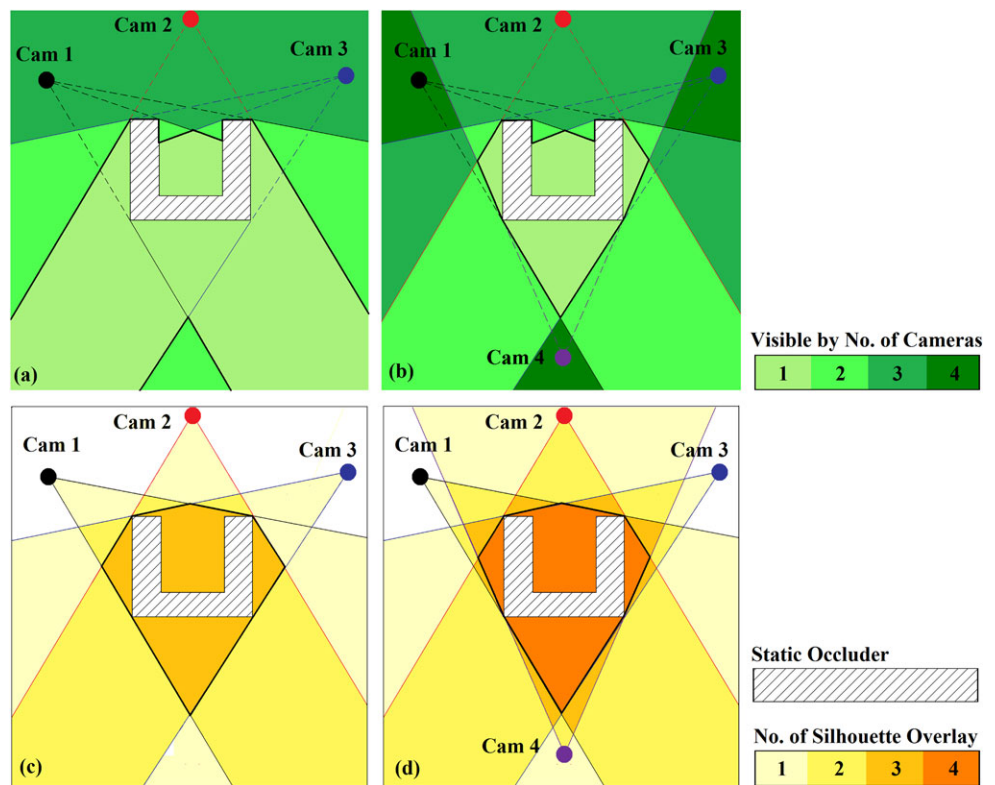 Cam 2
Cam 1
Cam 3
(a)
Cam 2
Cam 1
Cam 3
Cam 4
(b)
Visible by No. of Cameras
1 2 3 4
Cam 2
Cam 1
Cam 3
(c)
Cam 2
Cam 1
Cam 3
Cam 4
(d)
Static Occluder
No. of Silhouette Overlay
1 2 3 4